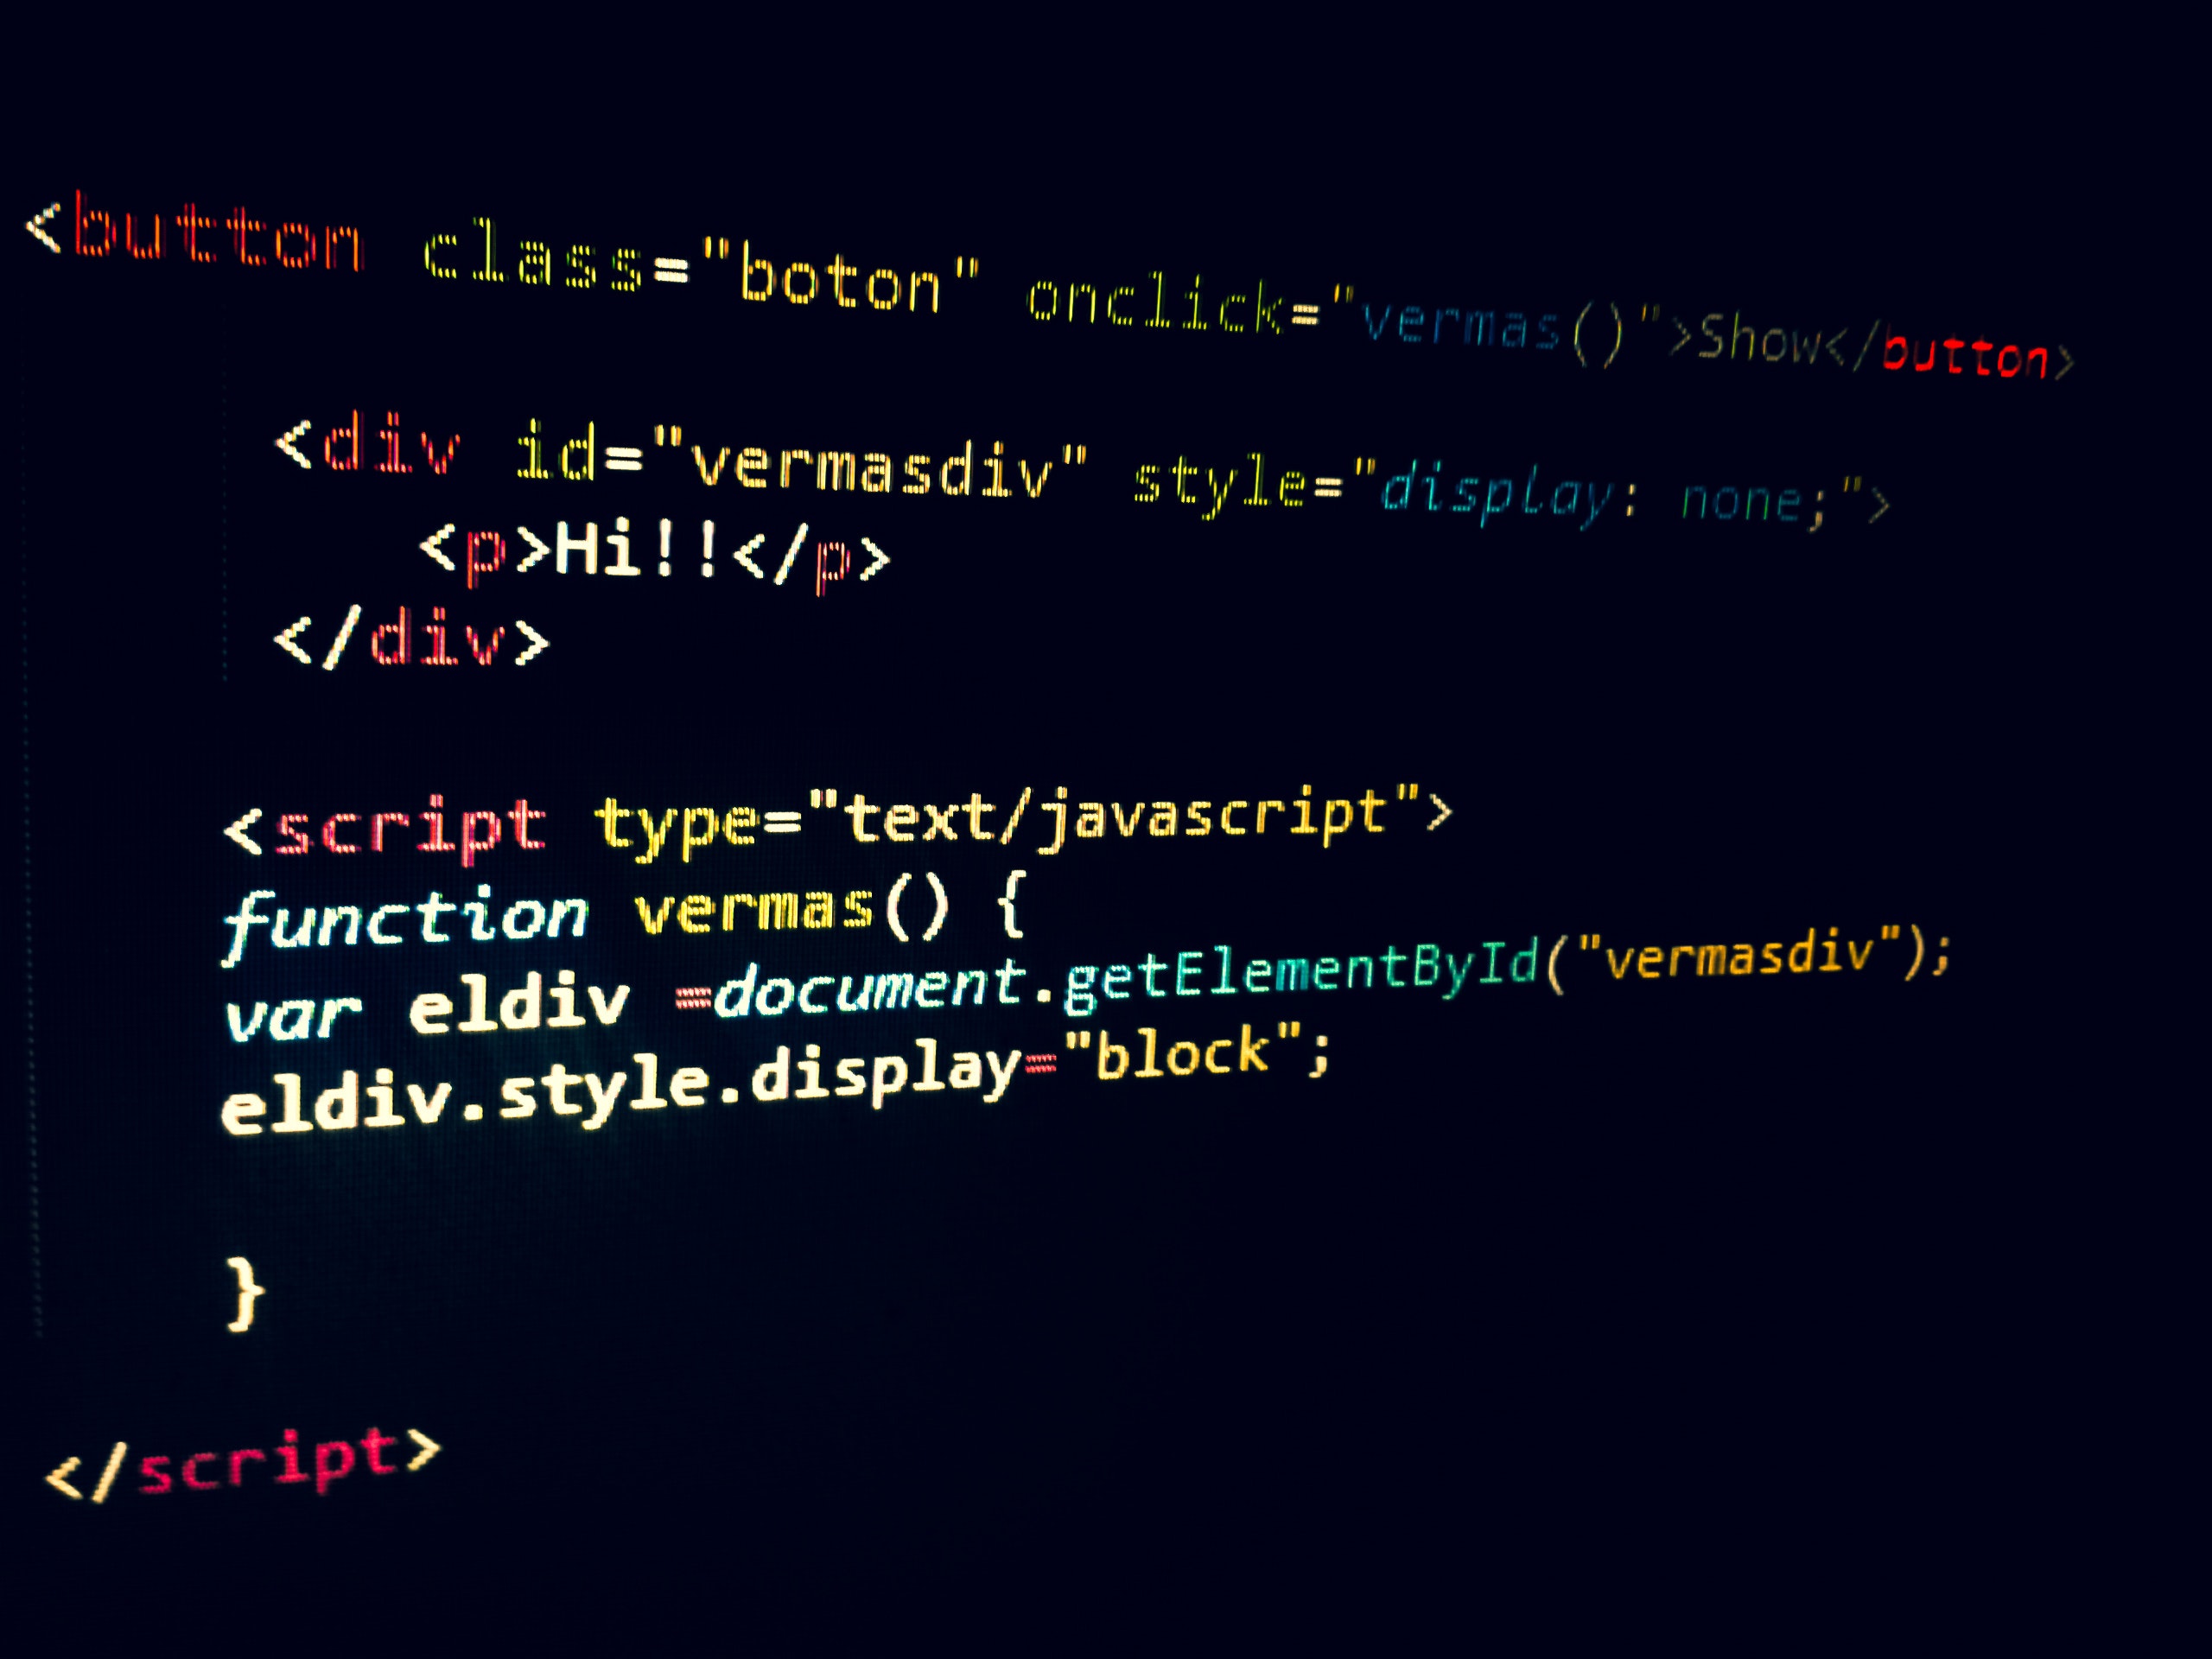 <button class="boton" onclick="vermas()">Show</button>
<div id="vermasdiv" style="display: none;">
<p>Hi!!</p>
</div>
<script type="text/javascript">
function vermas() {
var eldiv =document.getElementById("vermasdiv");
eldiv.style.display="block";
}
</script>